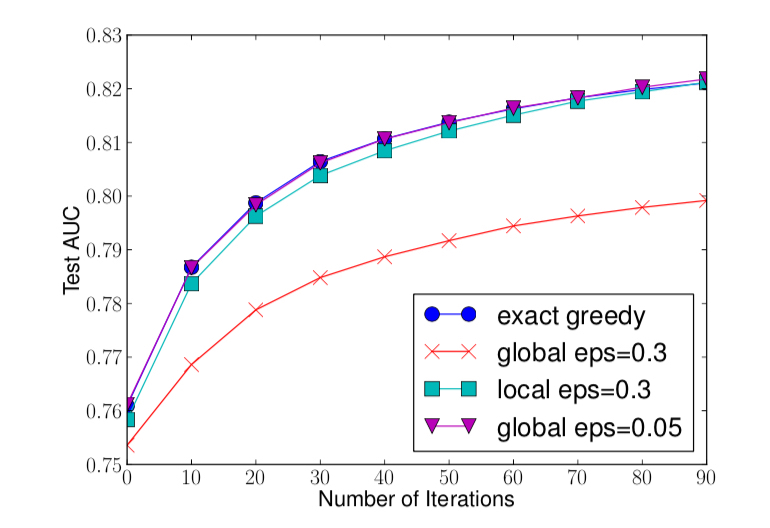 0.83
0.82
0.81
0.80
0.79
0.78
0.77
0.76
0.75
Test AUC
exact greedy
global eps=0.3
local eps=0.3
global eps=0.05
0 10 20 30 40 50 60 70 80 90
Number of Iterations